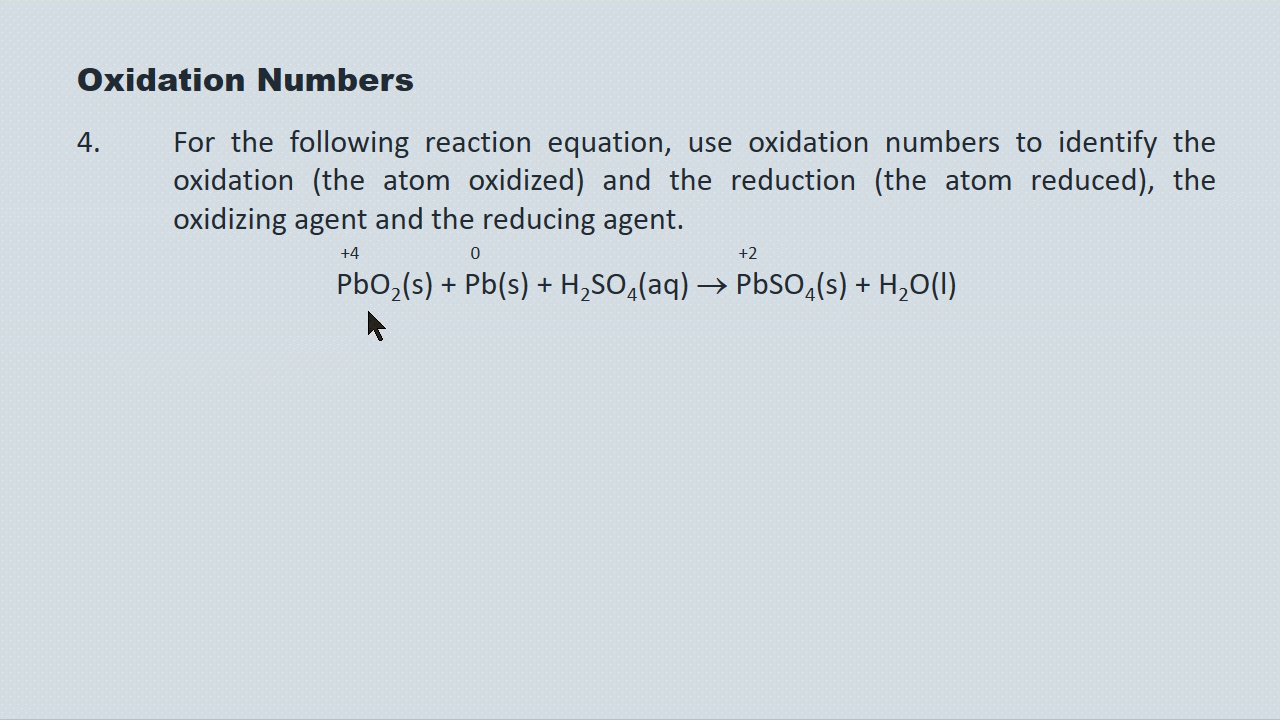 Oxidation Numbers
4. For the following reaction equation, use oxidation numbers to identify the
oxidation (the atom oxidized) and the reduction (the atom reduced), the
oxidizing agent and the reducing agent.
+4 0 +2
PbO₂(s) + Pb(s) + H₂SO₄(aq) → PbSO₄(s) + H₂O(l)